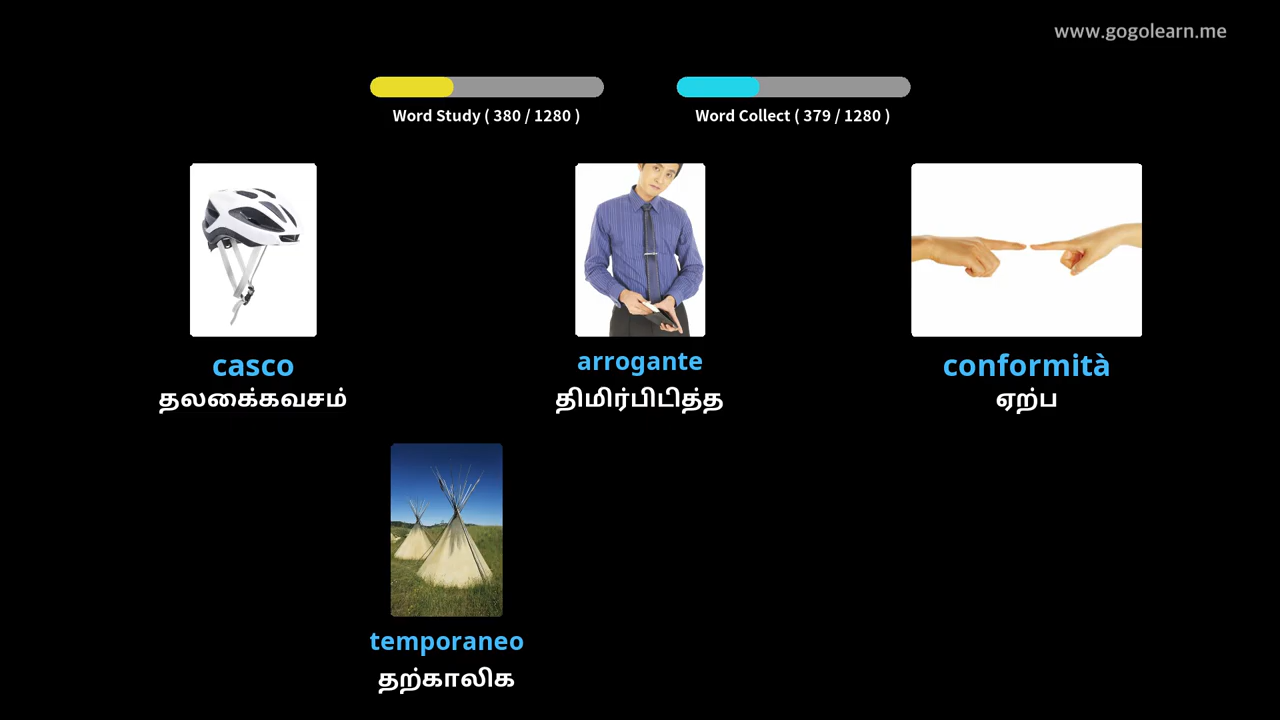 www.gogolearn.me
Word Study ( 380 / 1280 )
Word Collect ( 379 / 1280 )
casco
தலைக்கவசம்
arrogante
திமிர்பிடித்த
conformità
ஏற்ப
temporaneo
தற்காலிக